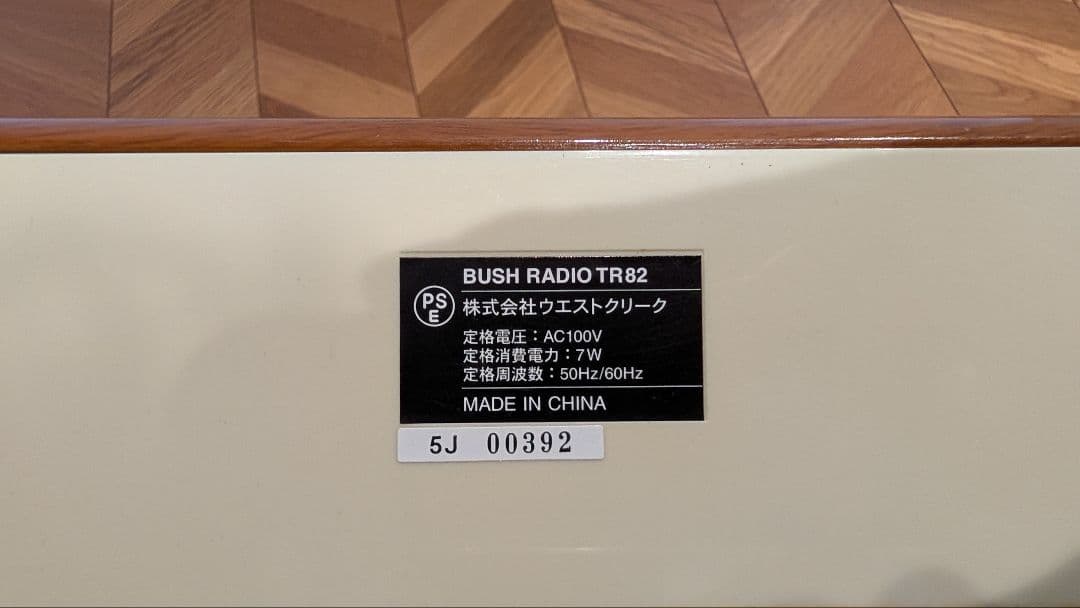 BUSH RADIO TR82
PS
E
株式会社ウエストクリーク
定格電圧：AC100V
定格消費電力：7W
定格周波数：50Hz/60Hz
MADE IN CHINA
5J 00392